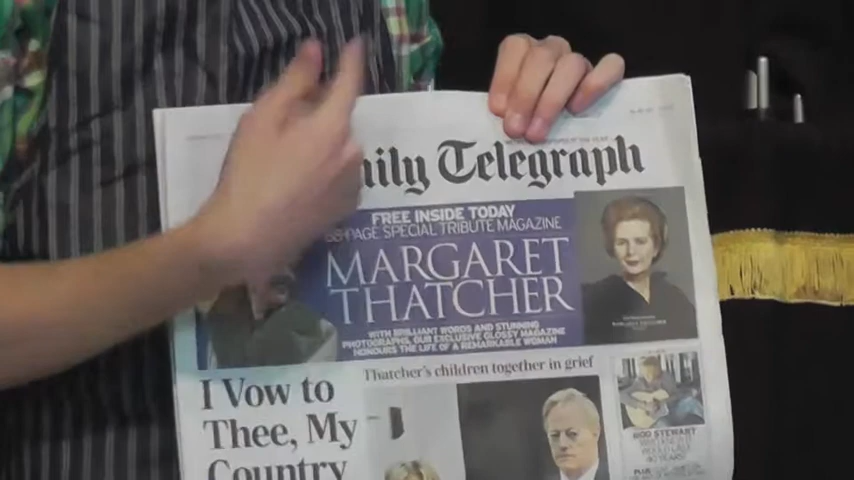 ily Telegraph
FREE INSIDE TODAY
PAGE SPECIAL TRIBUTE MAGAZINE
MARGARET
THATCHER
WITH BRILLIANT WORDS AND STUNNING
PHOTOGRAPHS, OUR EXCLUSIVE GLOSSY MAGAZINE
HONOURS THE LIFE OF A REMARKABLE WOMAN
Thatcher's children together in grief
I Vow to
Thee, My
Country
ROD STEWART
PLUS